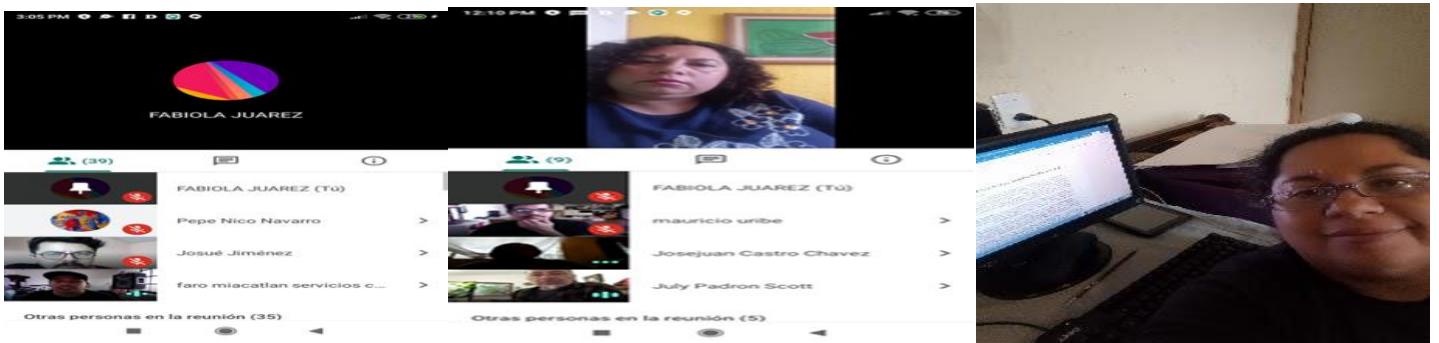 3:05 PM
FABIOLA JUAREZ
(39)
FABIOLA JUAREZ (Tú)
Pepe Nico Navarro
Josué Jiménez
faro miacatlan servicios c...
Otras personas en la reunión (35)
12:10 PM
(9)
FABIOLA JUAREZ (Tú)
mauricio uribe
Josejuan Castro Chavez
July Padron Scott
Otras personas en la reunión (5)